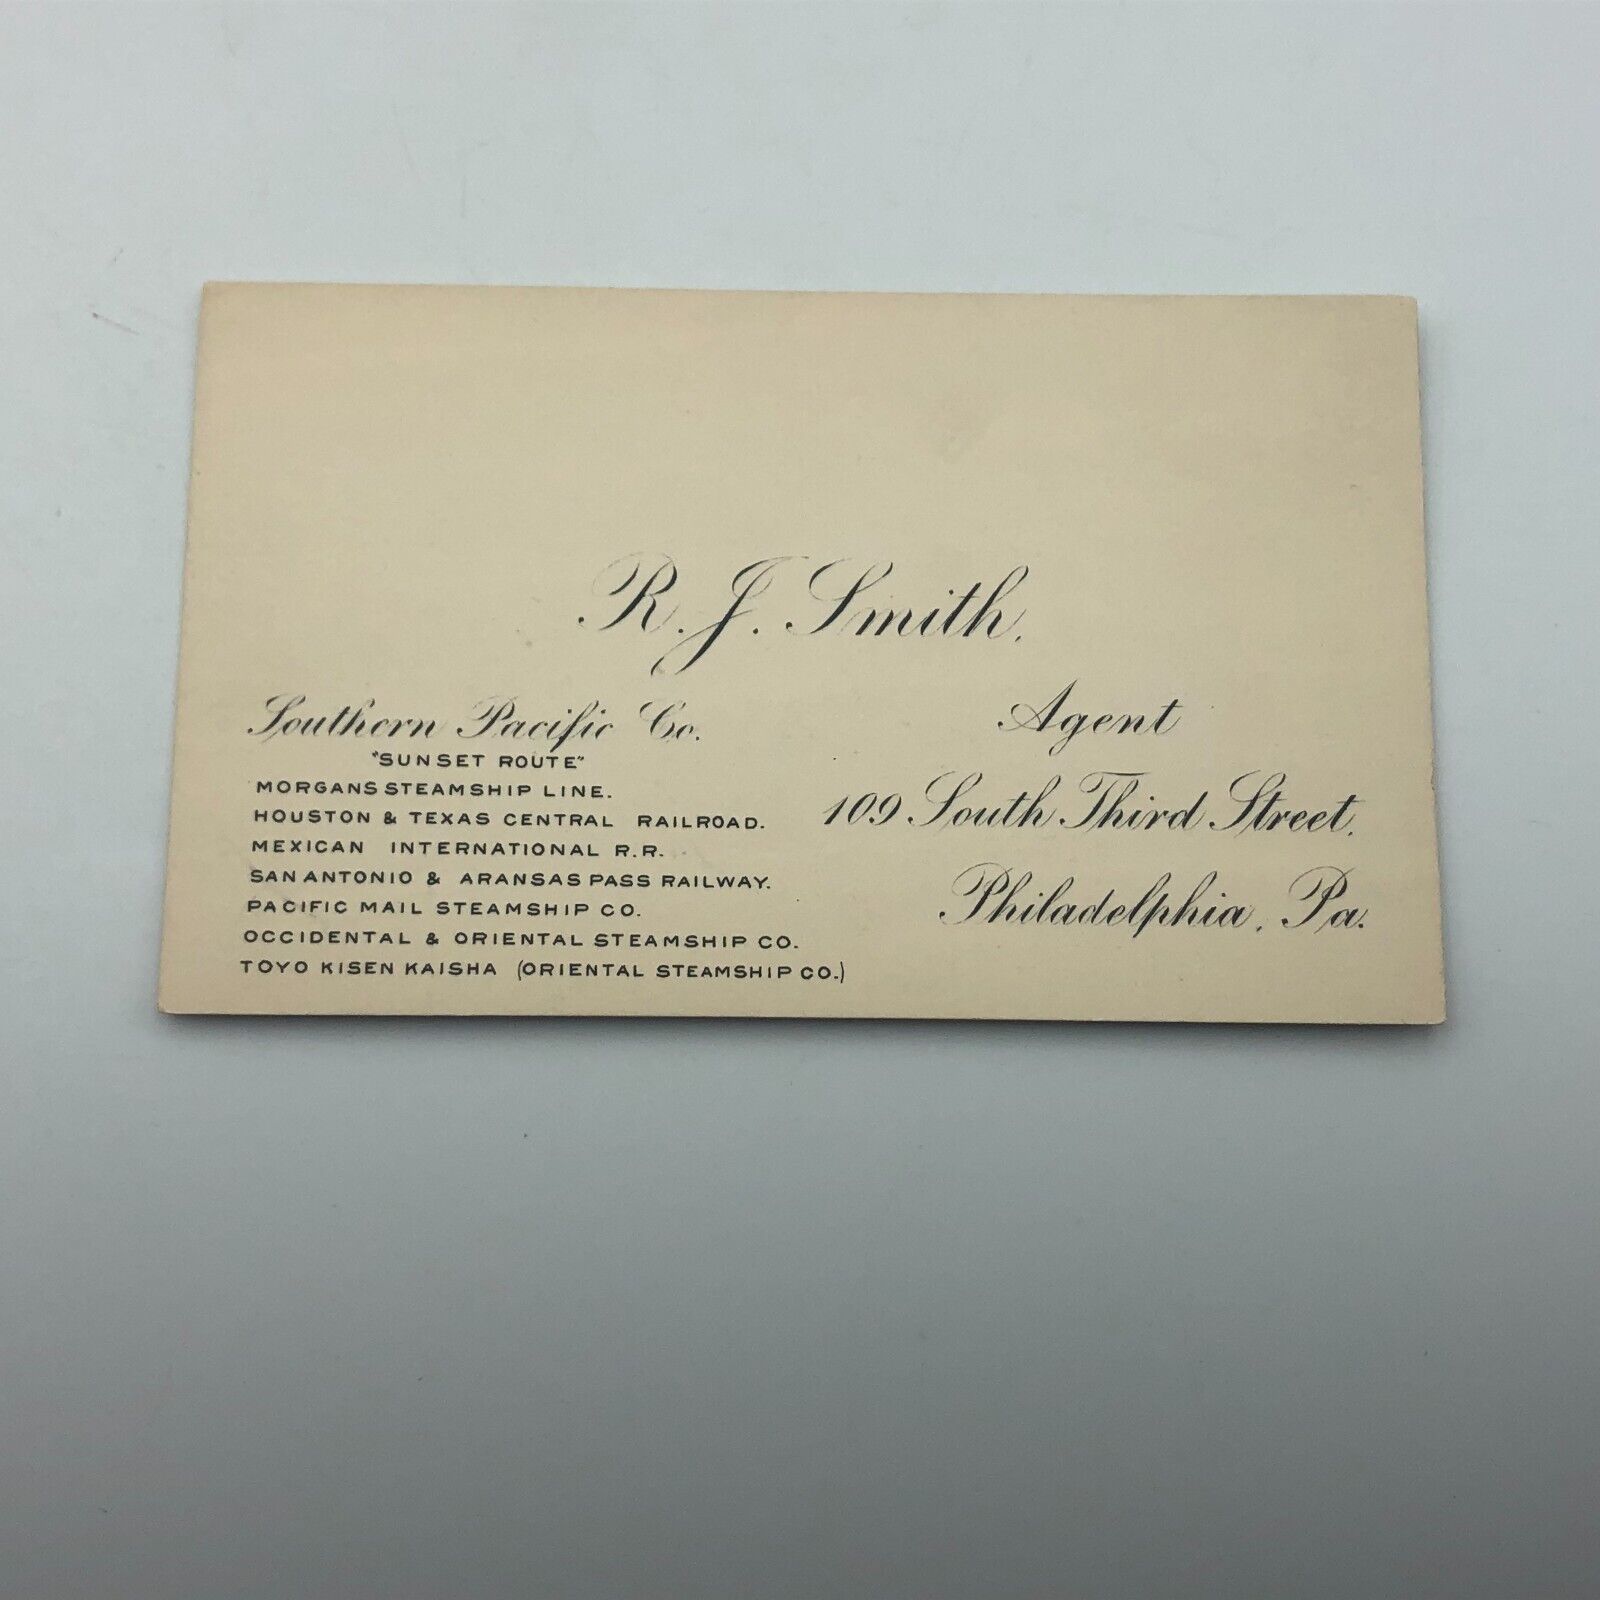 R. J. Smith.
Southern Pacific Co.
"SUNSET ROUTE"
MORGANS STEAMSHIP LINE.
HOUSTON & TEXAS CENTRAL RAILROAD.
MEXICAN INTERNATIONAL R.R.
SAN ANTONIO & ARANSAS PASS RAILWAY.
PACIFIC MAIL STEAMSHIP CO.
OCCIDENTAL & ORIENTAL STEAMSHIP CO.
TOYO KISEN KAISHA (ORIENTAL STEAMSHIP CO.)
Agent
109 South Third Street.
Philadelphia, Pa.